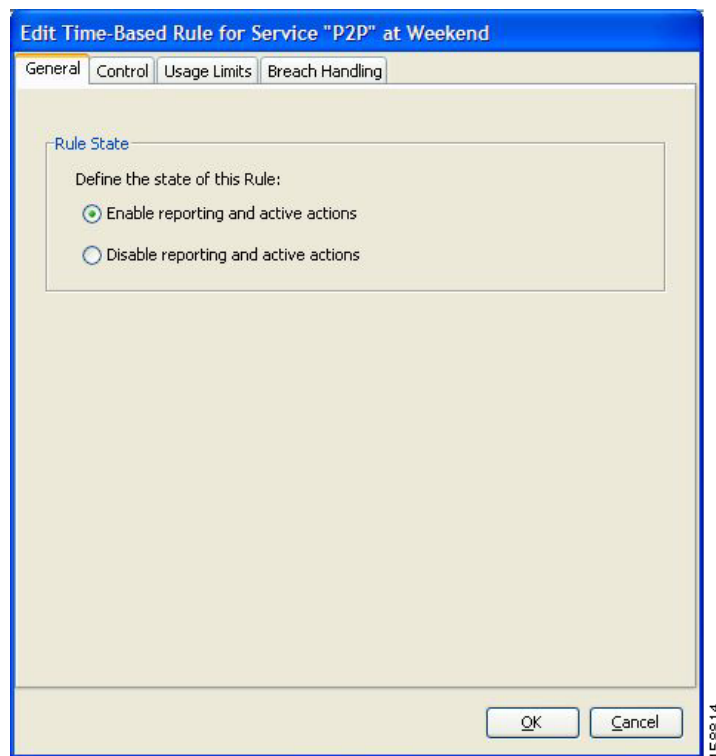 Edit Time-Based Rule for Service "P2P" at Weekend
General Control Usage Limits Breach Handling
Rule State
Define the state of this Rule:
Enable reporting and active actions
Disable reporting and active actions
OK Cancel